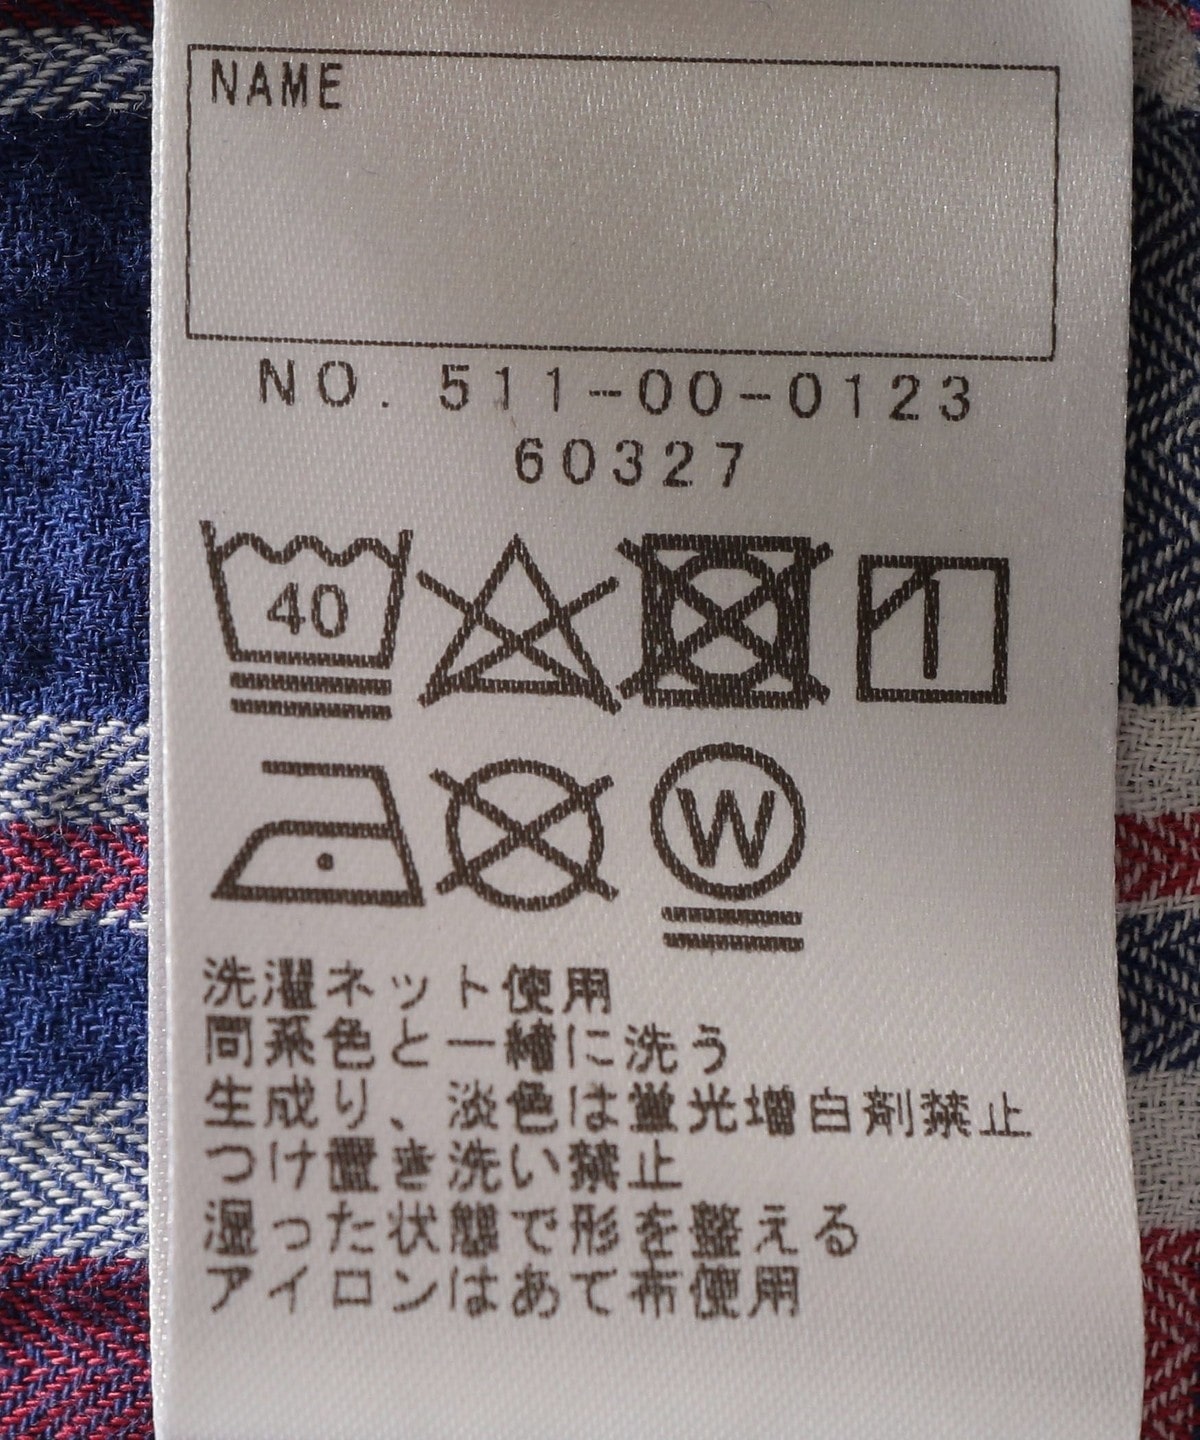 NAME
NO. 511-00-0123
60327
40
W
洗濯ネット使用
同系色と一緒に洗う
生成り、淡色は蛍光増白剤禁止
つけ置き洗い禁止
湿った状態で形を整える
アイロンはあて布使用